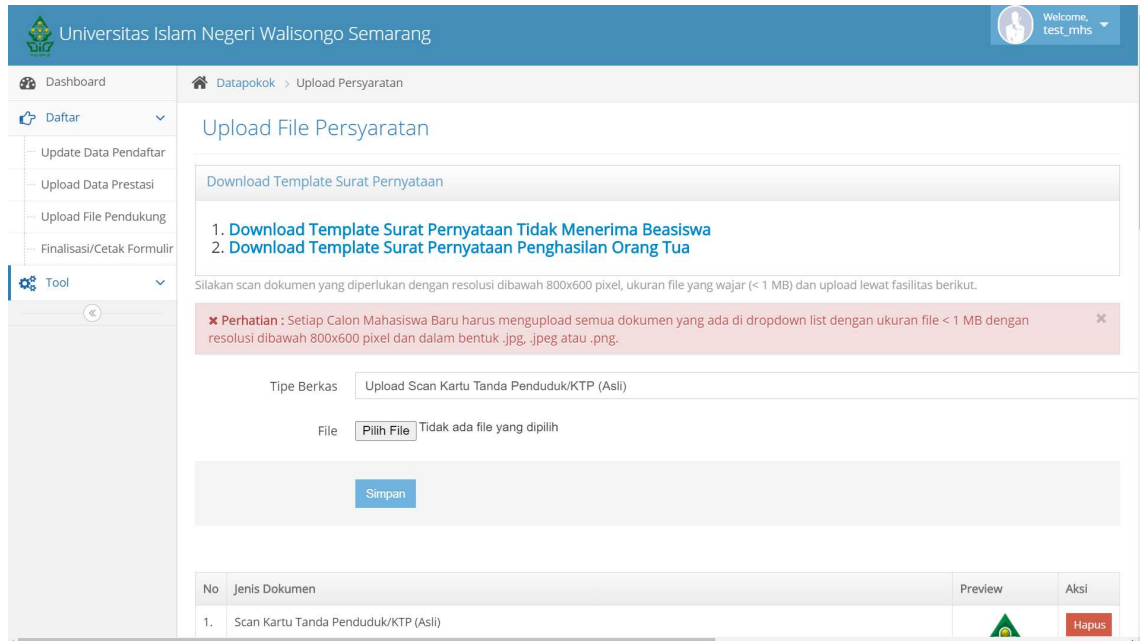 Universitas Islam Negeri Walisongo Semarang
Welcome,
test_mhs
Dashboard
Daftar
Update Data Pendaftar
Upload Data Prestasi
Upload File Pendukung
Finalisasi/Cetak Formulir
Tool
Datapokok > Upload Persyaratan
Upload File Persyaratan
Download Template Surat Pernyataan
1. Download Template Surat Pernyataan Tidak Menerima Beasiswa
2. Download Template Surat Pernyataan Penghasilan Orang Tua
Silakan scan dokumen yang diperlukan dengan resolusi dibawah 800x600 pixel, ukuran file yang wajar (< 1 MB) dan upload lewat fasilitas berikut.
Perhatian : Setiap Calon Mahasiswa Baru harus mengupload semua dokumen yang ada di dropdown list dengan ukuran file < 1 MB dengan
resolusi dibawah 800x600 pixel dan dalam bentuk .jpg, .jpeg atau .png.
Tipe Berkas Upload Scan Kartu Tanda Penduduk/KTP (Asli)
File Pilih File Tidak ada file yang dipilih
Simpan
No Jenis Dokumen Preview Aksi
1. Scan Kartu Tanda Penduduk/KTP (Asli) Hapus